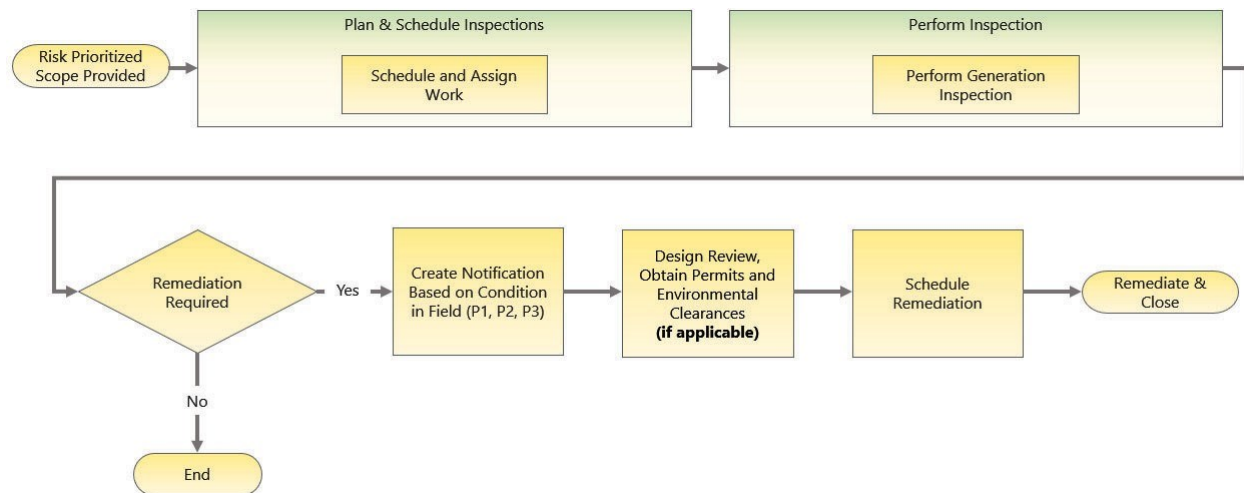 Plan & Schedule Inspections
Perform Inspection
Risk Prioritized
Scope Provided
Schedule and Assign
Work
Perform Generation
Inspection
Remediation
Required
Yes
Create Notification
Based on Condition
in Field (P1, P2, P3)
Design Review,
Obtain Permits and
Environmental
Clearances
(if applicable)
Schedule
Remediation
Remediate &
Close
No
End